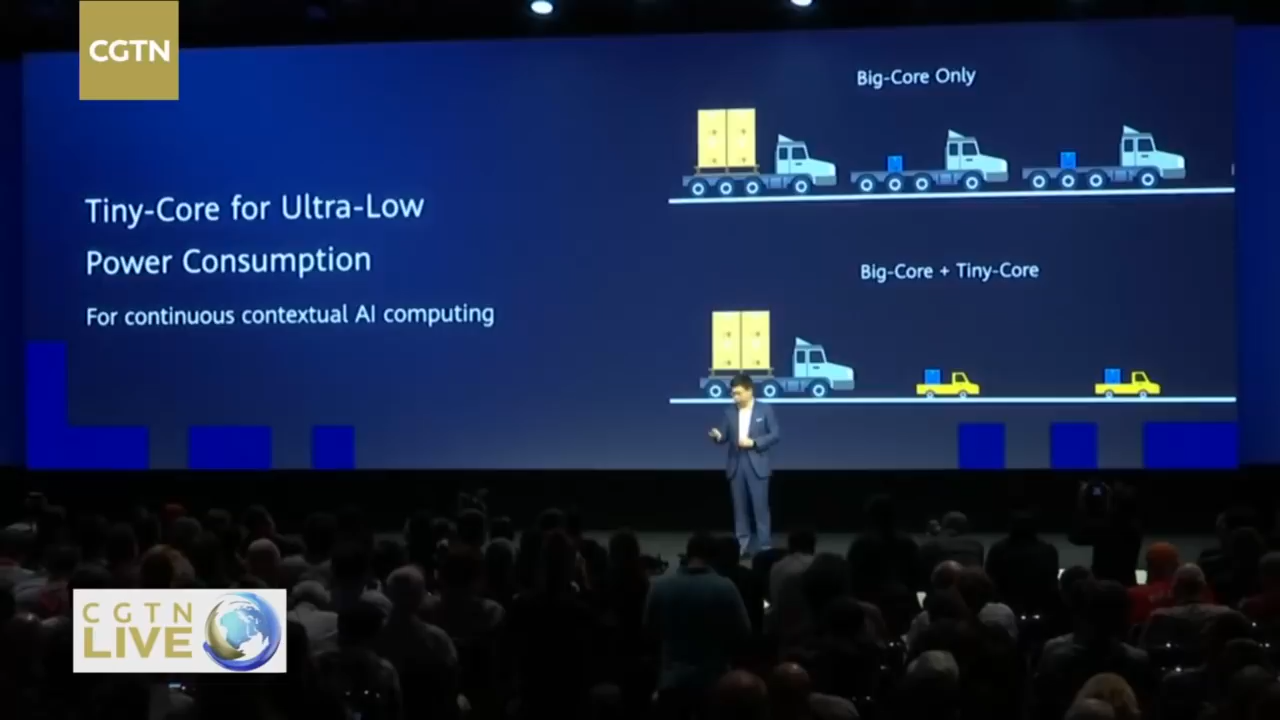 CGTN
Big-Core Only
Tiny-Core for Ultra-Low
Power Consumption
For continuous contextual AI computing
Big-Core + Tiny-Core
CGTN
LIVE